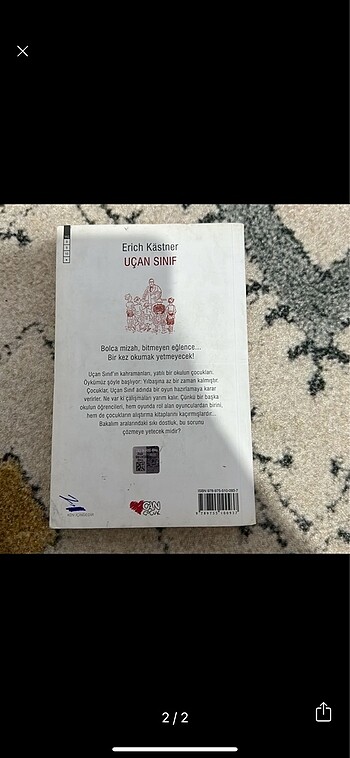 Erich Kästner
UÇAN SINIF
Bolca mizah, bitmeyen eğlence...
Bir kez okumak yetmeyecek!
Uçan Sınıf'ın kahramanları, yatılı bir okulun çocukları.
Öykümüz şöyle başlıyor: Yılbaşına az bir zaman kalmıştır.
Çocuklar, Uçan Sınıf adında bir oyun hazırlamaya karar
verirler. Ne var ki çalışmaları yarım kalır. Çünkü bir başka
okulun öğrencileri, hem oyunda rol alan oyunculardan birini,
hem de çocukların alıştırma kitaplarını kaçırmışlardır...
Bakalım aralarındaki sıkı dostluk, bu sorunu
çözmeye yetecek midir?
CAN
ÇOCUK
2 / 2